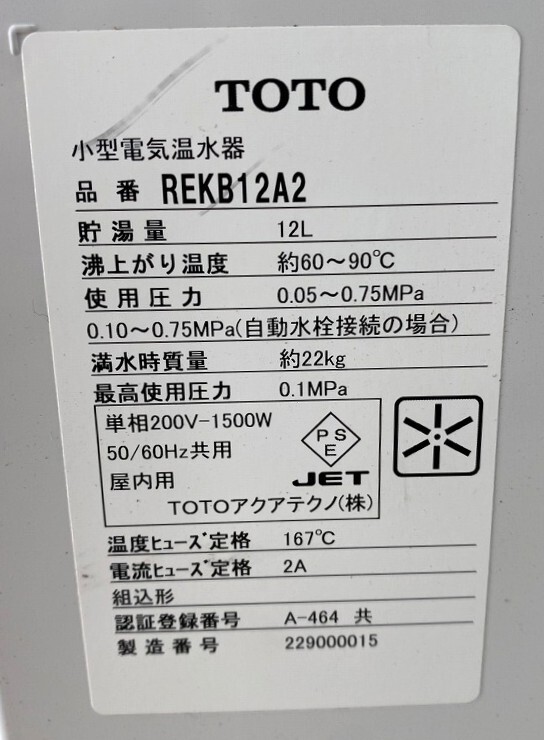 TOTO
小型電気温水器
品番 REKB12A2
貯湯量 12L
沸上がり温度 約60～90℃
使用圧力 0.05～0.75MPa
0.10～0.75MPa(自動水栓接続の場合)
満水時質量 約22kg
最高使用圧力 0.1MPa
単相200V-1500W
50/60Hz共用
屋内用
PSE
JET
TOTOアクアテクノ(株)
温度ヒューズ定格 167℃
電流ヒューズ定格 2A
組込形
認証登録番号 A-464 共
製造番号 229000015